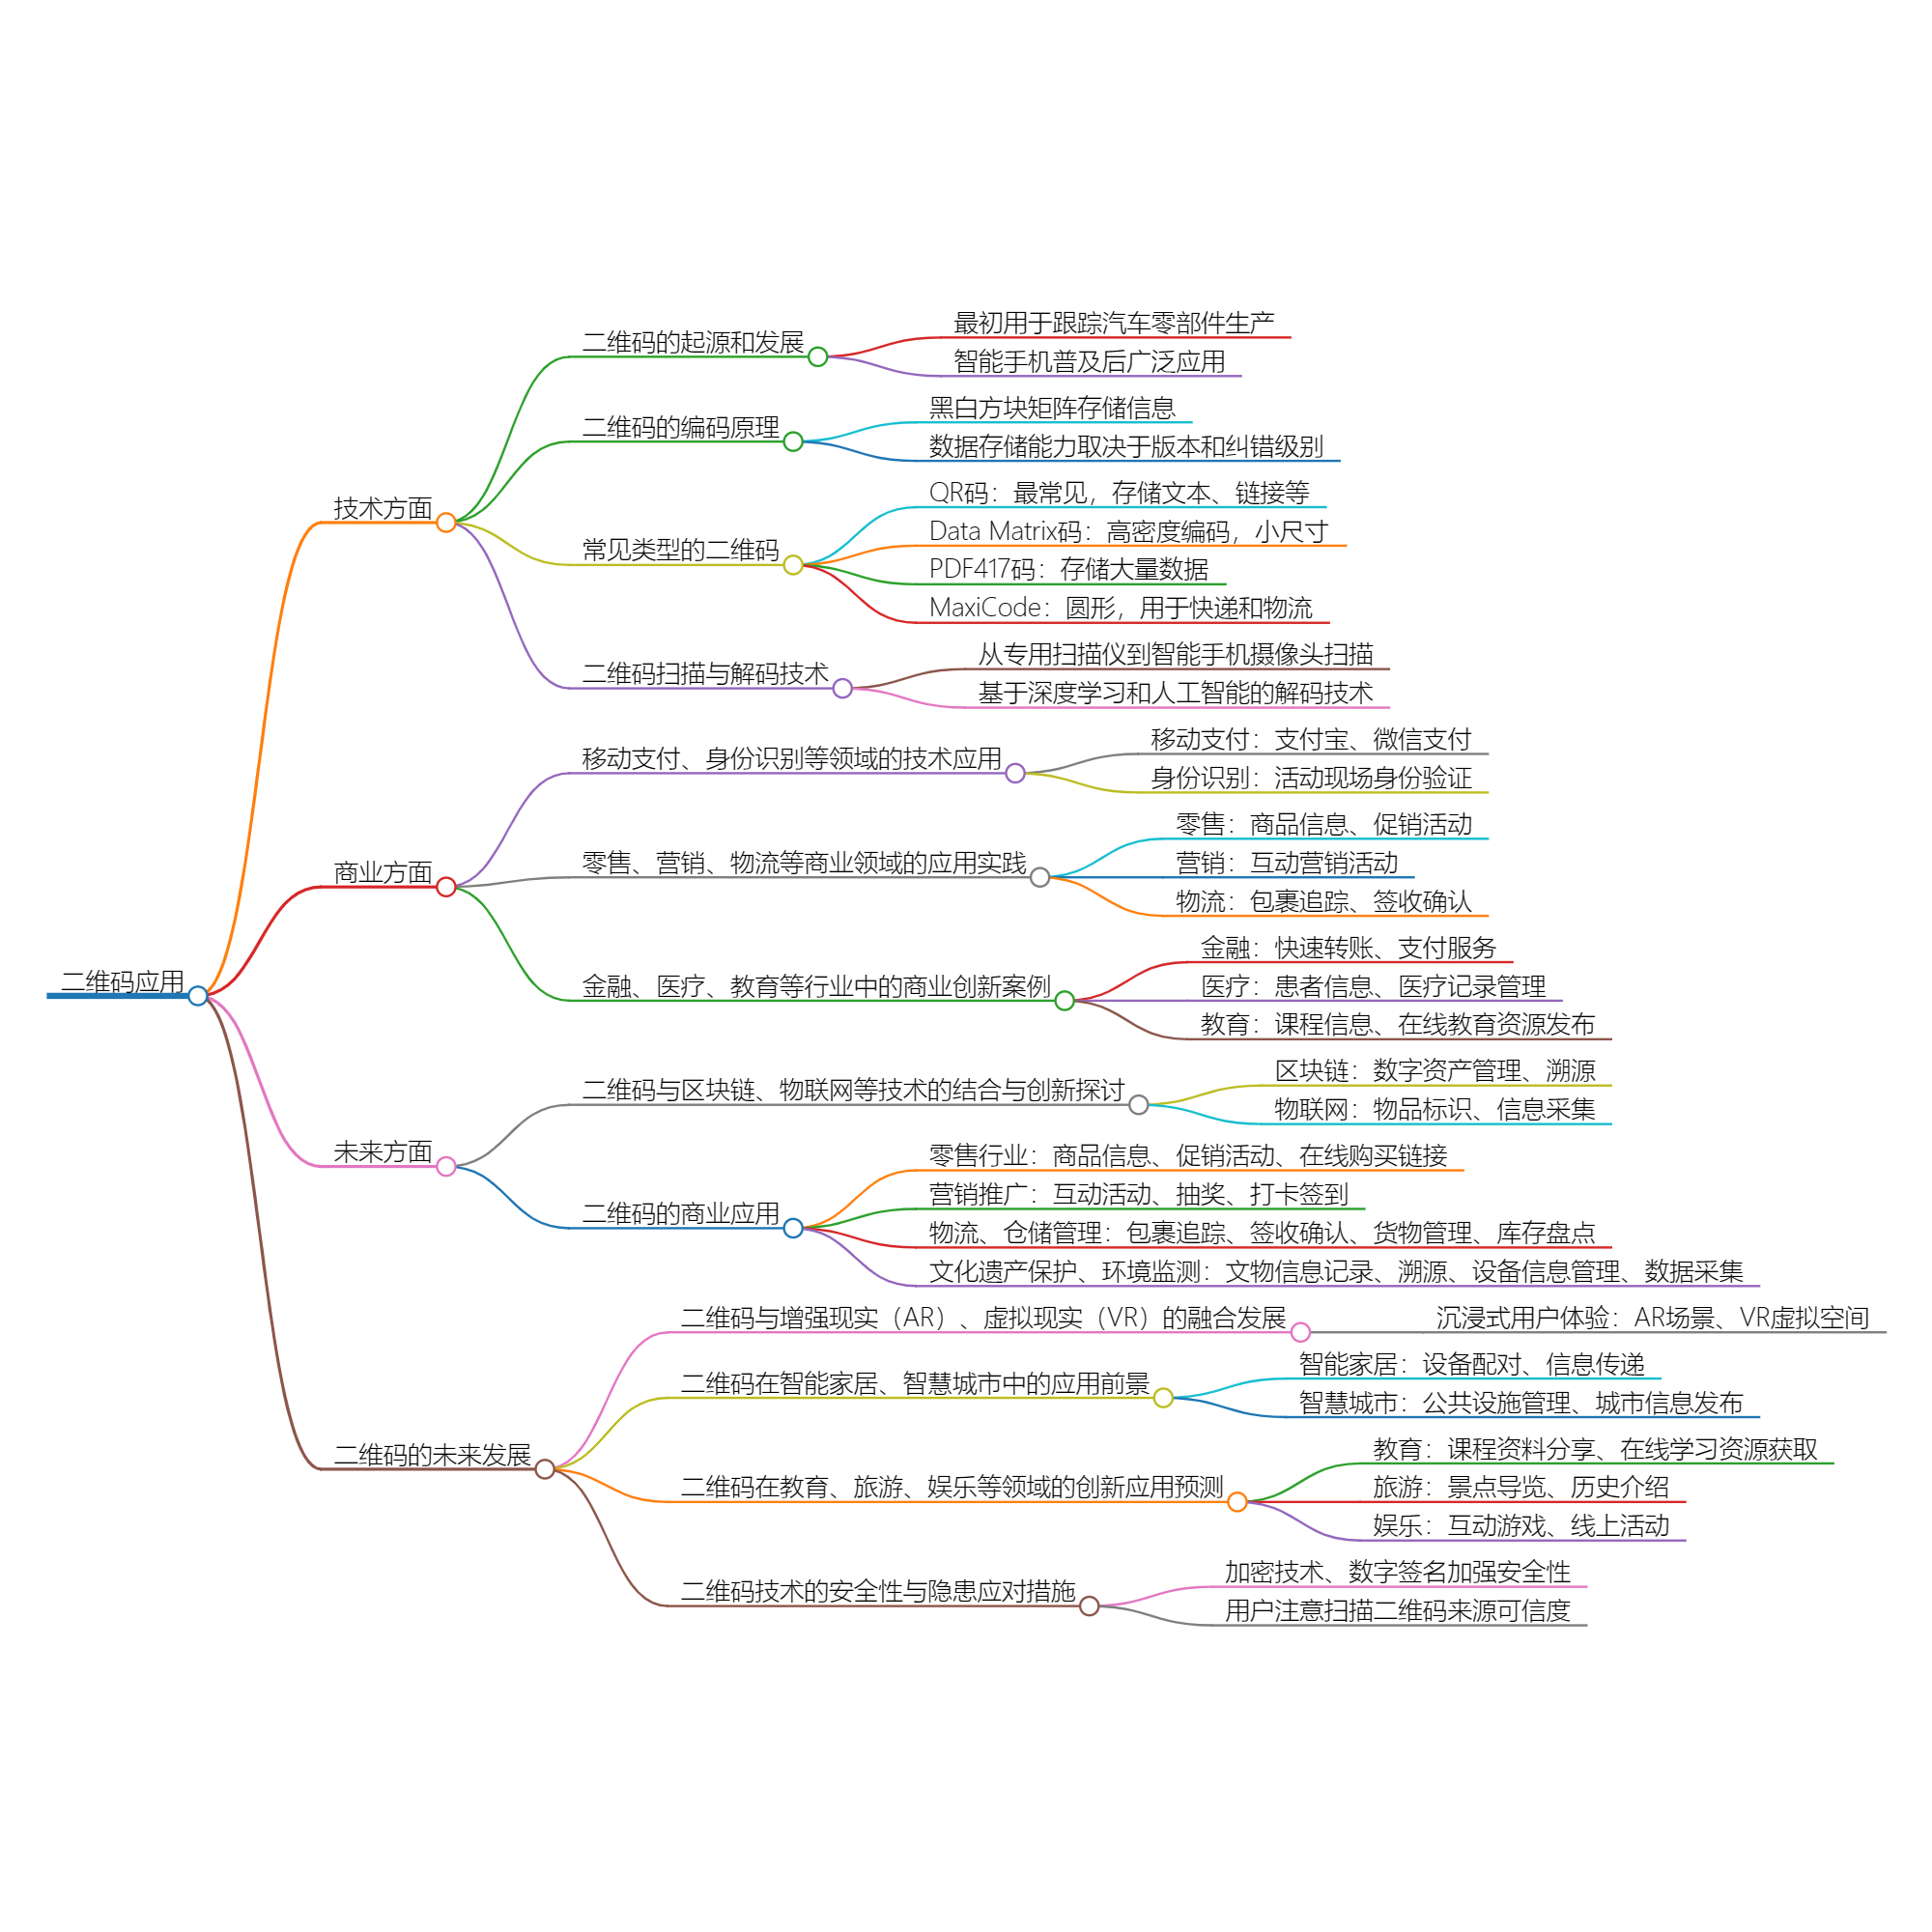 二维码应用
技术方面
二维码的起源和发展
最初用于跟踪汽车零部件生产
智能手机普及后广泛应用
二维码的编码原理
黑白方块矩阵存储信息
数据存储能力取决于版本和纠错级别
常见类型的二维码
QR码：最常见，存储文本、链接等
Data Matrix码：高密度编码，小尺寸
PDF417码：存储大量数据
MaxiCode：圆形，用于快递和物流
二维码扫描与解码技术
从专用扫描仪到智能手机摄像头扫描
基于深度学习和人工智能的解码技术
商业方面
移动支付、身份识别等领域的技术应用
移动支付：支付宝、微信支付
身份识别：活动现场身份验证
零售、营销、物流等商业领域的应用实践
零售：商品信息、促销活动
营销：互动营销活动
物流：包裹追踪、签收确认
金融、医疗、教育等行业中的商业创新案例
金融：快速转账、支付服务
医疗：患者信息、医疗记录管理
教育：课程信息、在线教育资源发布
未来方面
二维码与区块链、物联网等技术的结合与创新探讨
区块链：数字资产管理、溯源
物联网：物品标识、信息采集
二维码的商业应用
零售行业：商品信息、促销活动、在线购买链接
营销推广：互动活动、抽奖、打卡签到
物流、仓储管理：包裹追踪、签收确认、货物管理、库存盘点
文化遗产保护、环境监测：文物信息记录、溯源、设备信息管理、数据采集
二维码的未来发展
二维码与增强现实（AR）、虚拟现实（VR）的融合发展
沉浸式用户体验：AR场景、VR虚拟空间
二维码在智能家居、智慧城市中的应用前景
智能家居：设备配对、信息传递
智慧城市：公共设施管理、城市信息发布
二维码在教育、旅游、娱乐等领域的创新应用预测
教育：课程资料分享、在线学习资源获取
旅游：景点导览、历史介绍
娱乐：互动游戏、线上活动
二维码技术的安全性与隐患应对措施
加密技术、数字签名加强安全性
用户注意扫描二维码来源可信度